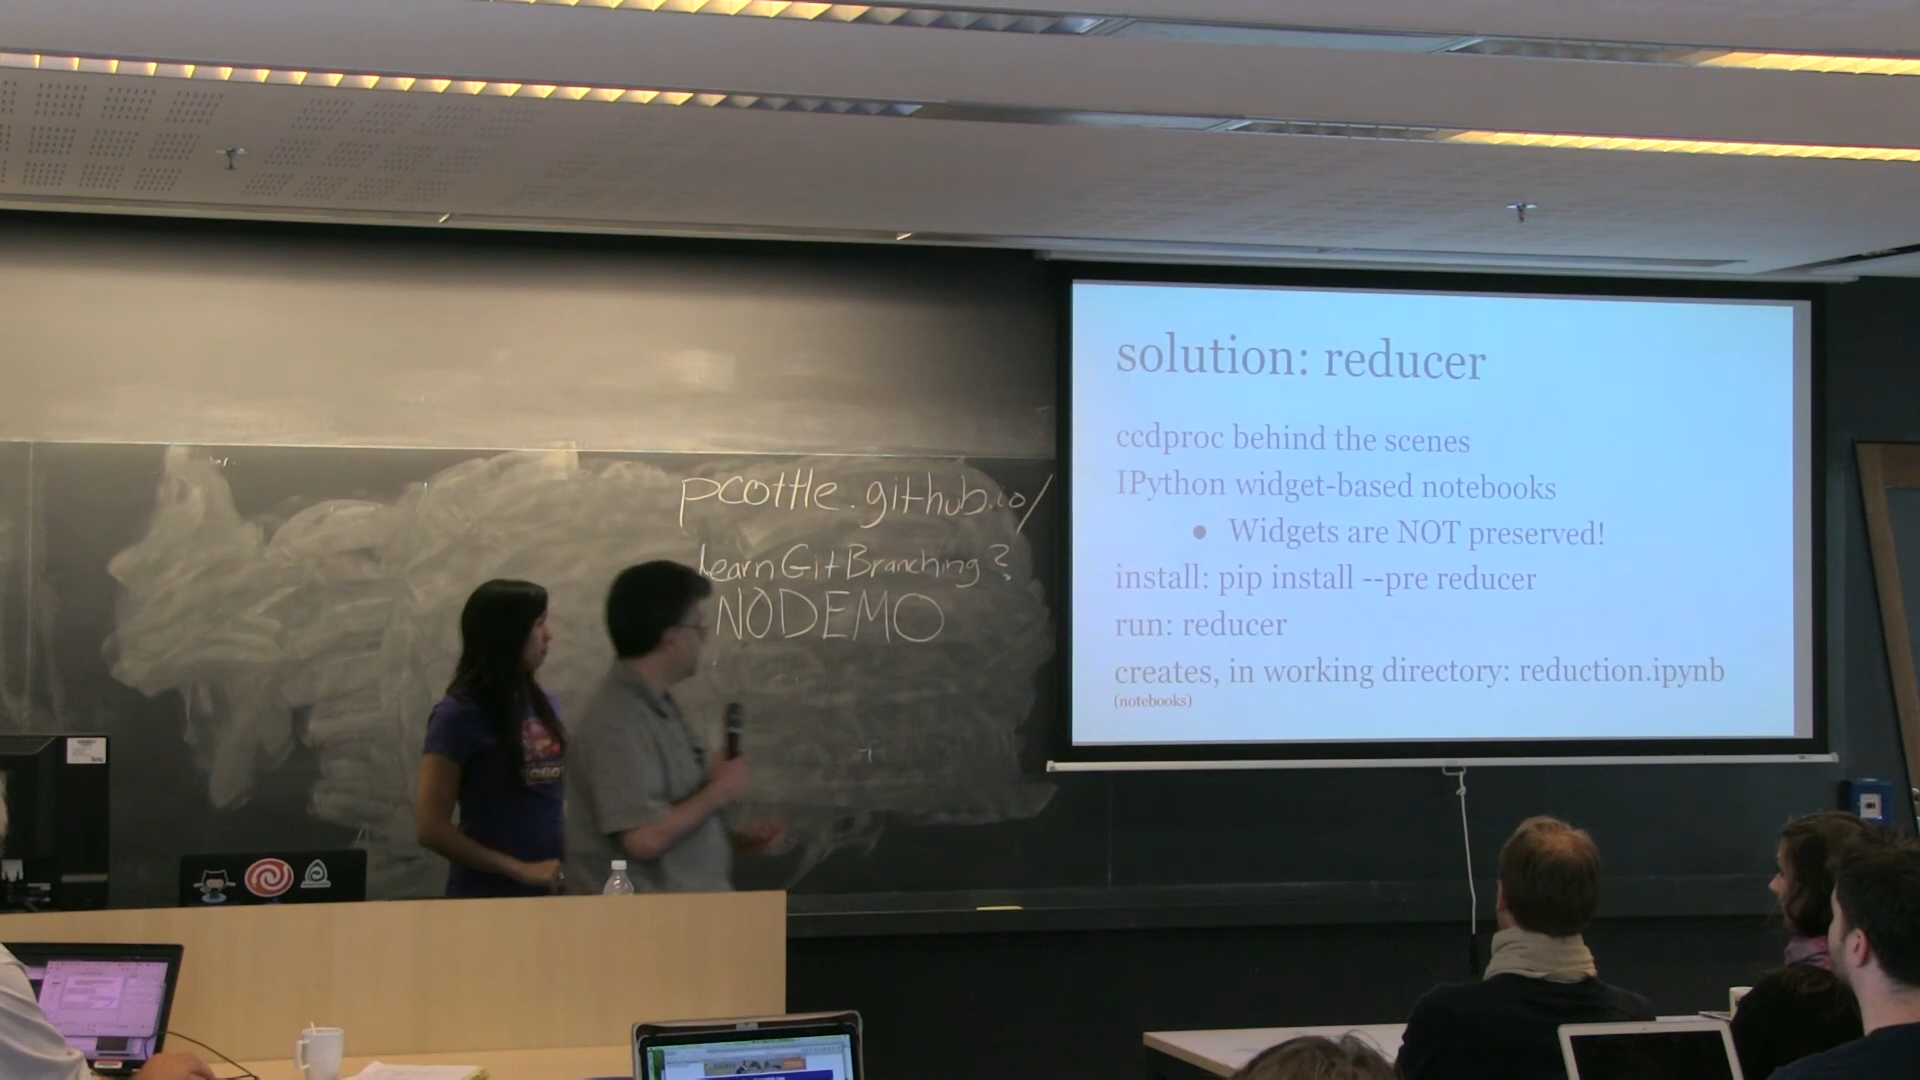 pcottle.github.io/
LearnGitBranching?
NODEMO
solution: reducer
ccdproc behind the scenes
IPython widget-based notebooks
● Widgets are NOT preserved!
install: pip install --pre reducer
run: reducer
creates, in working directory: reduction.ipynb
(notebooks)